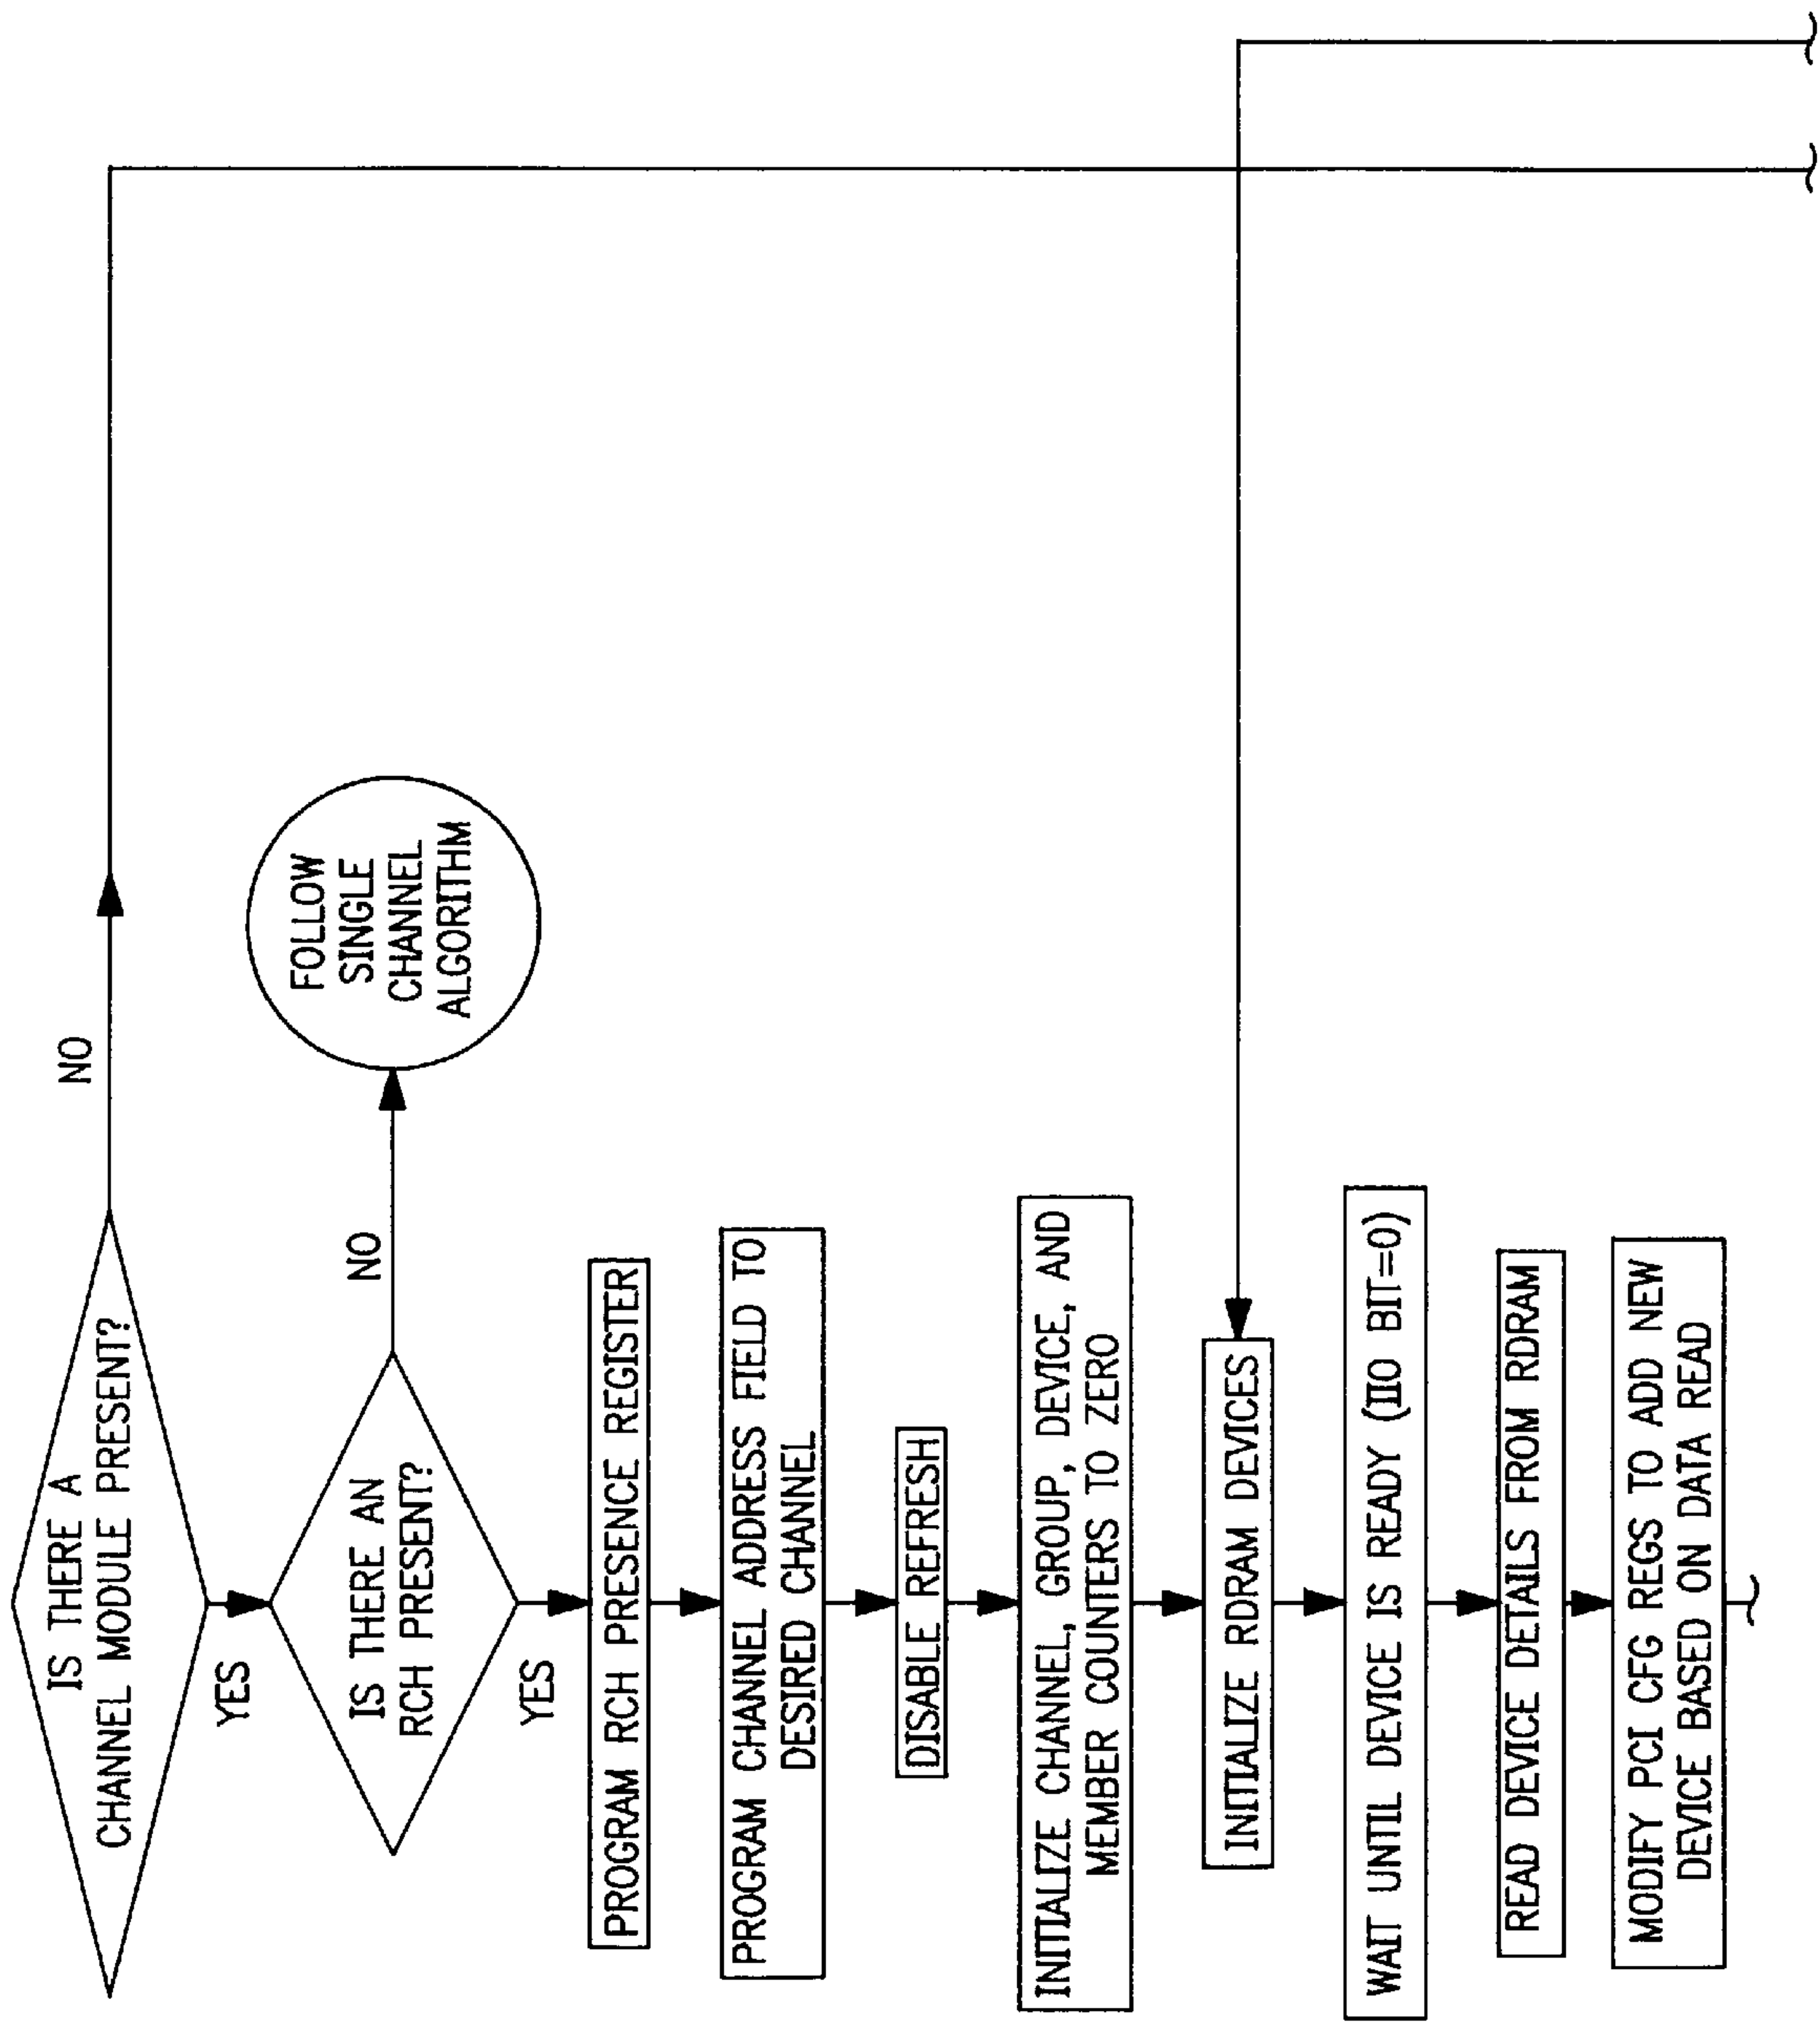 IS THERE A
CHANNEL MODULE PRESENT?
NO
YES
IS THERE AN
RCH PRESENT?
NO
FOLLOW
SINGLE
CHANNEL
ALGORITHM
YES
PROGRAM RCH PRESENCE REGISTER
PROGRAM CHANNEL ADDRESS FIELD TO
DESIRED CHANNEL
DISABLE REFRESH
INITIALIZE CHANNEL, GROUP, DEVICE, AND
MEMBER COUNTERS TO ZERO
INITIALIZE RDRAM DEVICES
WAIT UNTIL DEVICE IS READY (IIO BIT=0)
READ DEVICE DETAILS FROM RDRAM
MODIFY PCI CFG REGS TO ADD NEW
DEVICE BASED ON DATA READ